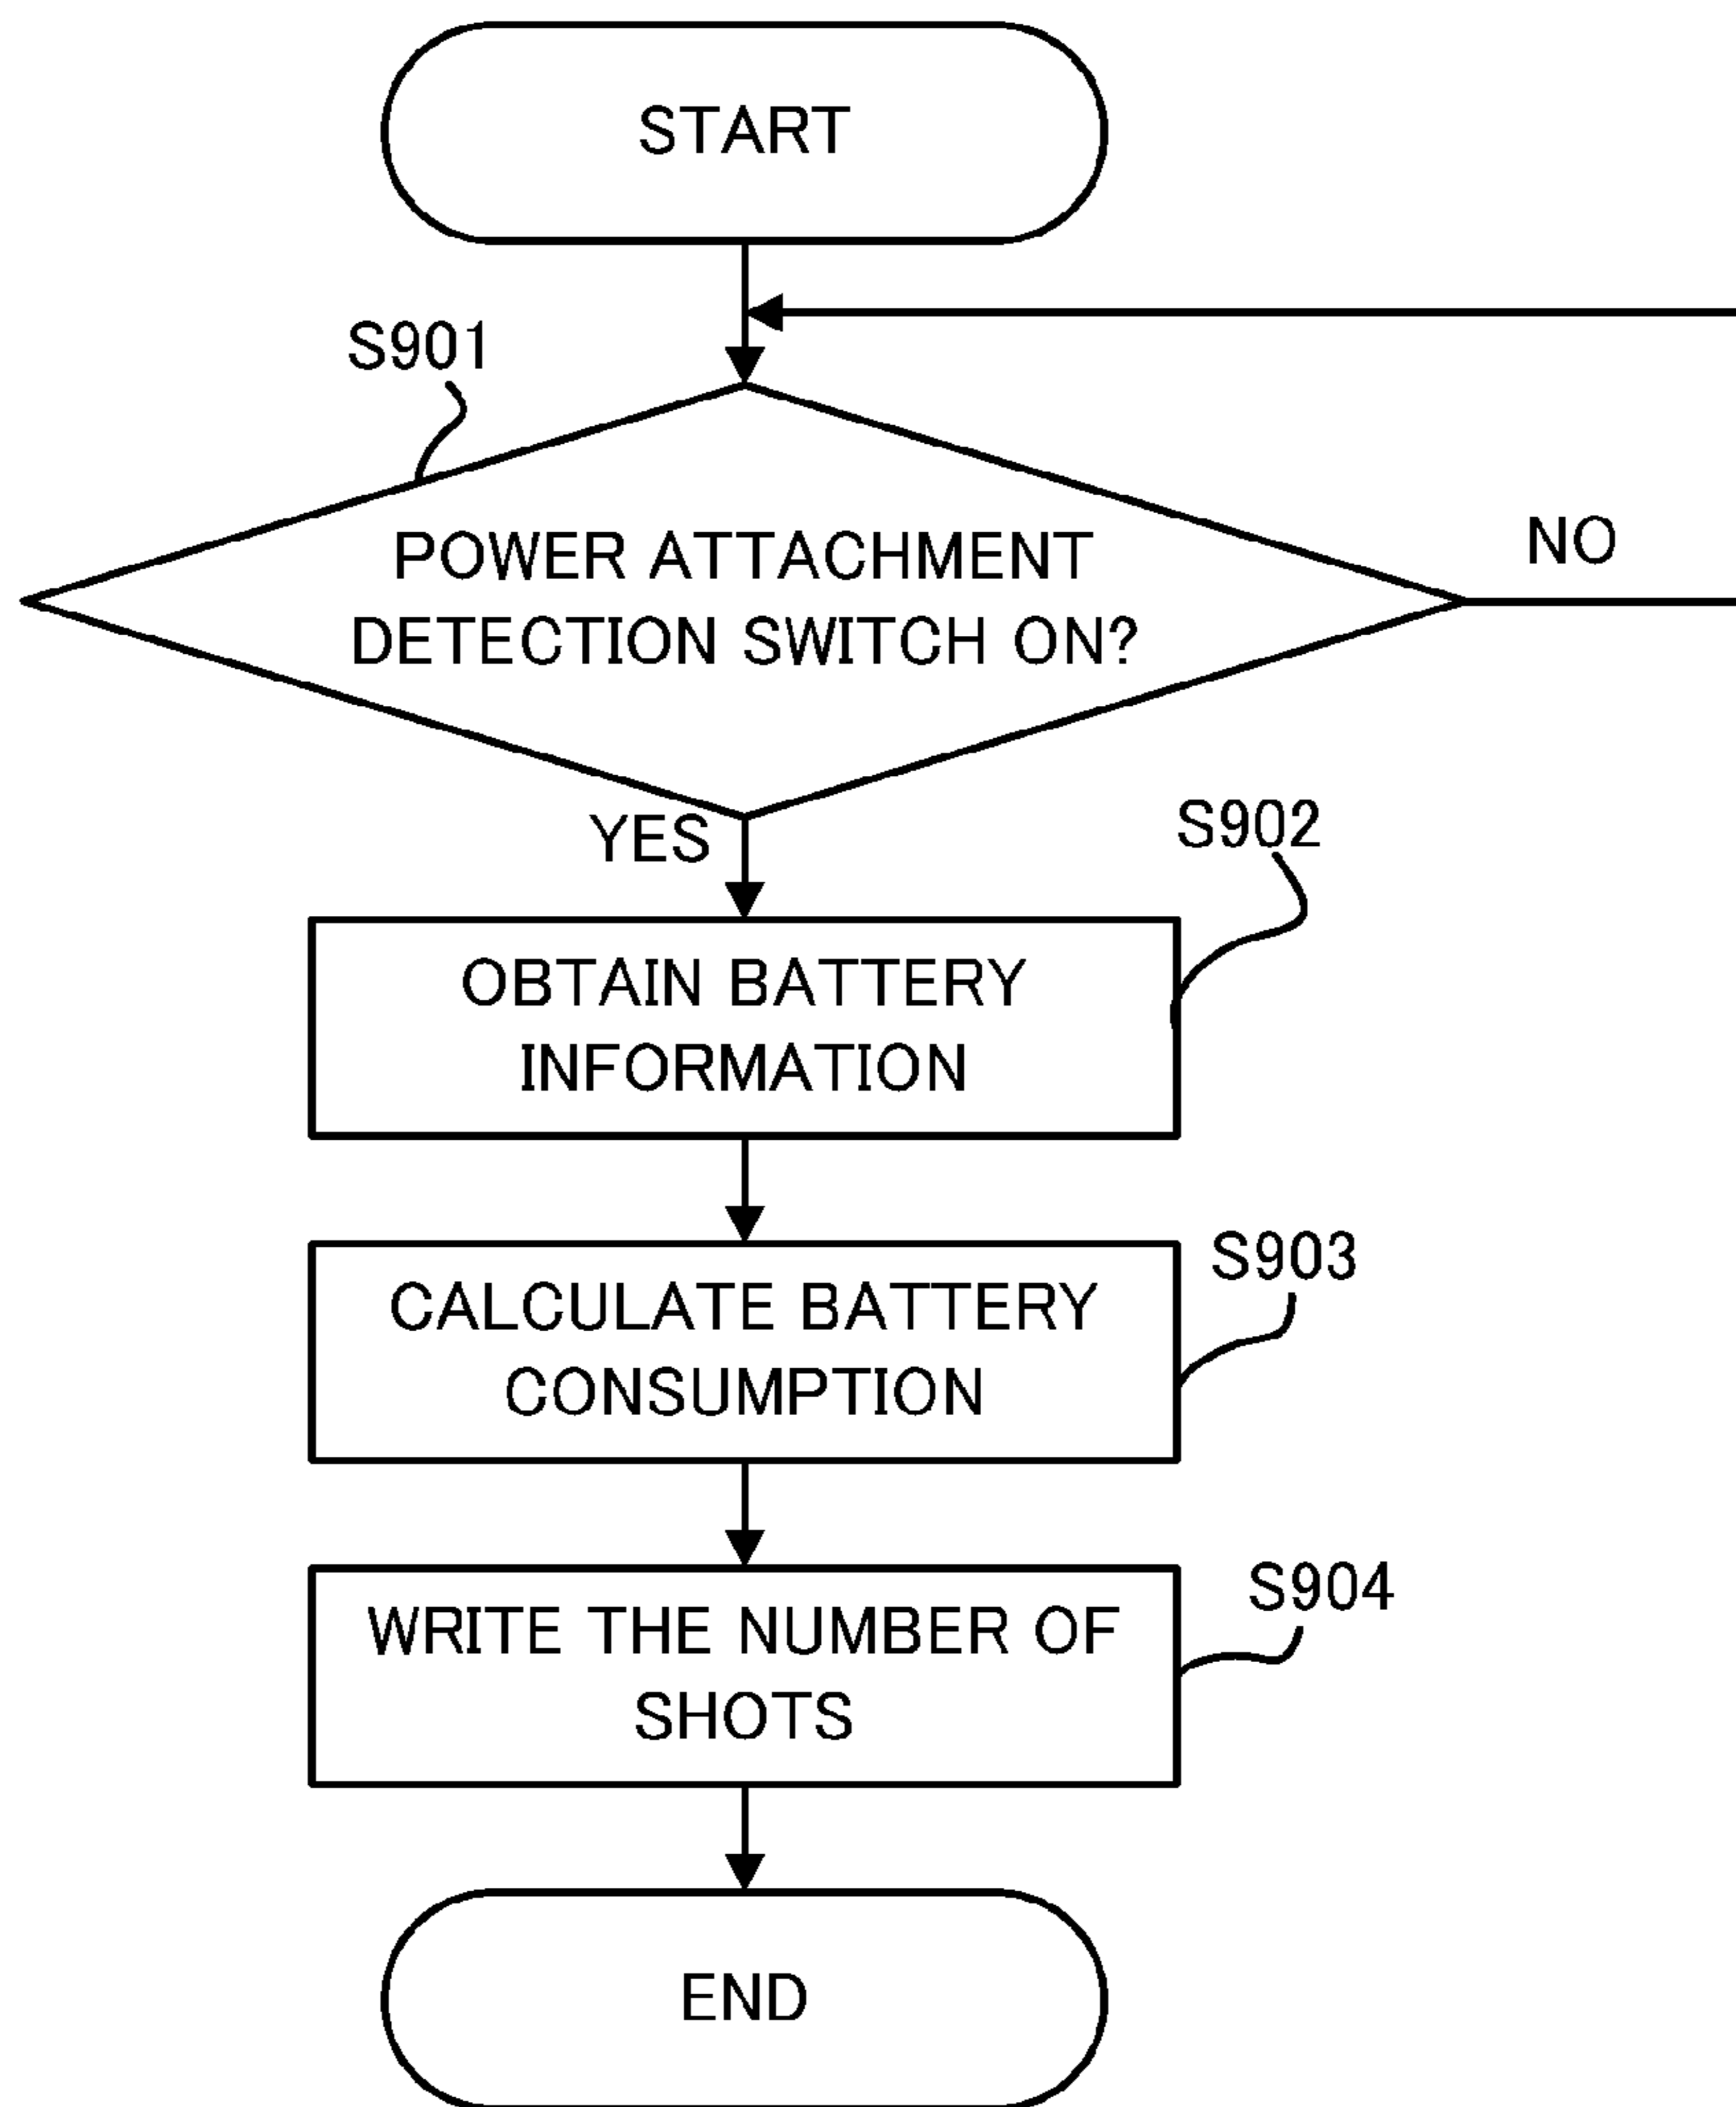 START
S901
POWER ATTACHMENT
DETECTION SWITCH ON?
NO
YES
S902
OBTAIN BATTERY
INFORMATION
S903
CALCULATE BATTERY
CONSUMPTION
S904
WRITE THE NUMBER OF
SHOTS
END